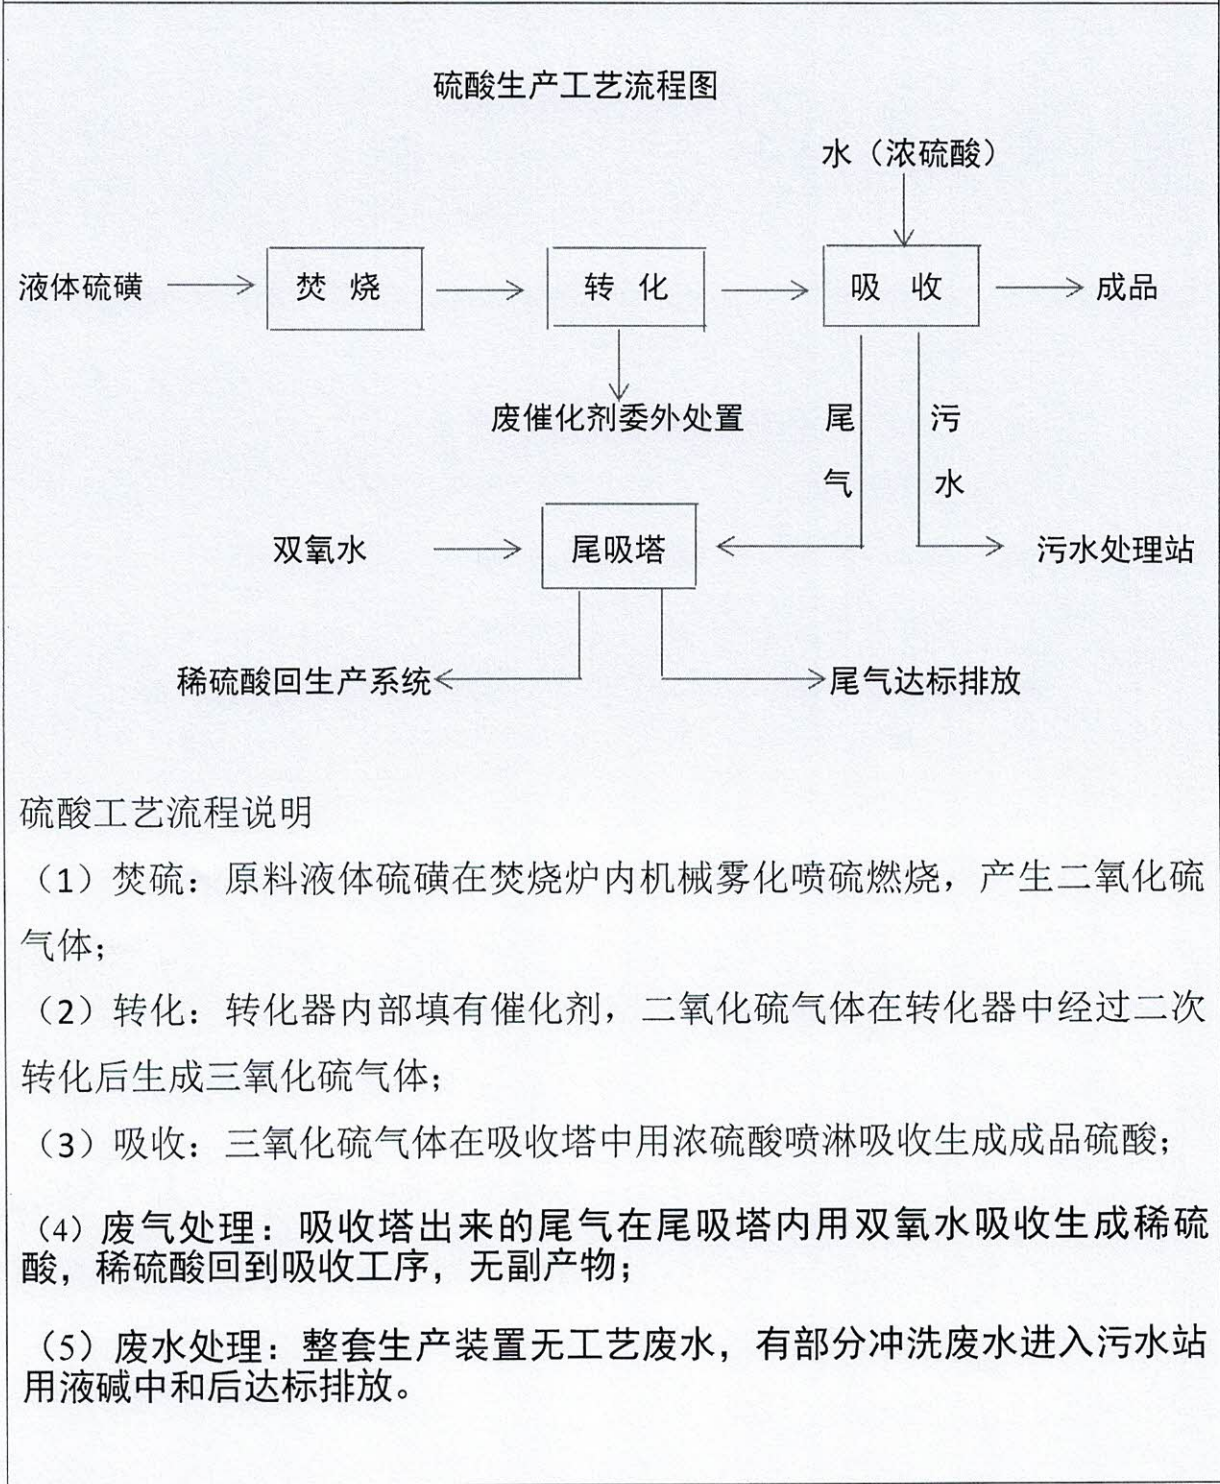 硫酸生产工艺流程图
水（浓硫酸）
液体硫磺
焚 烧
转 化
吸 收
成品
废催化剂委外处置
尾气
污水
双氧水
尾吸塔
污水处理站
稀硫酸回生产系统
尾气达标排放
硫酸工艺流程说明
（1）焚硫：原料液体硫磺在焚烧炉内机械雾化喷硫燃烧，产生二氧化硫
气体；
（2）转化：转化器内部填有催化剂，二氧化硫气体在转化器中经过二次
转化后生成三氧化硫气体；
（3）吸收：三氧化硫气体在吸收塔中用浓硫酸喷淋吸收生成成品硫酸；
（4）废气处理：吸收塔出来的尾气在尾吸塔内用双氧水吸收生成稀硫
酸，稀硫酸回到吸收工序，无副产物；
（5）废水处理：整套生产装置无工艺废水，有部分冲洗废水进入污水站
用液碱中和后达标排放。